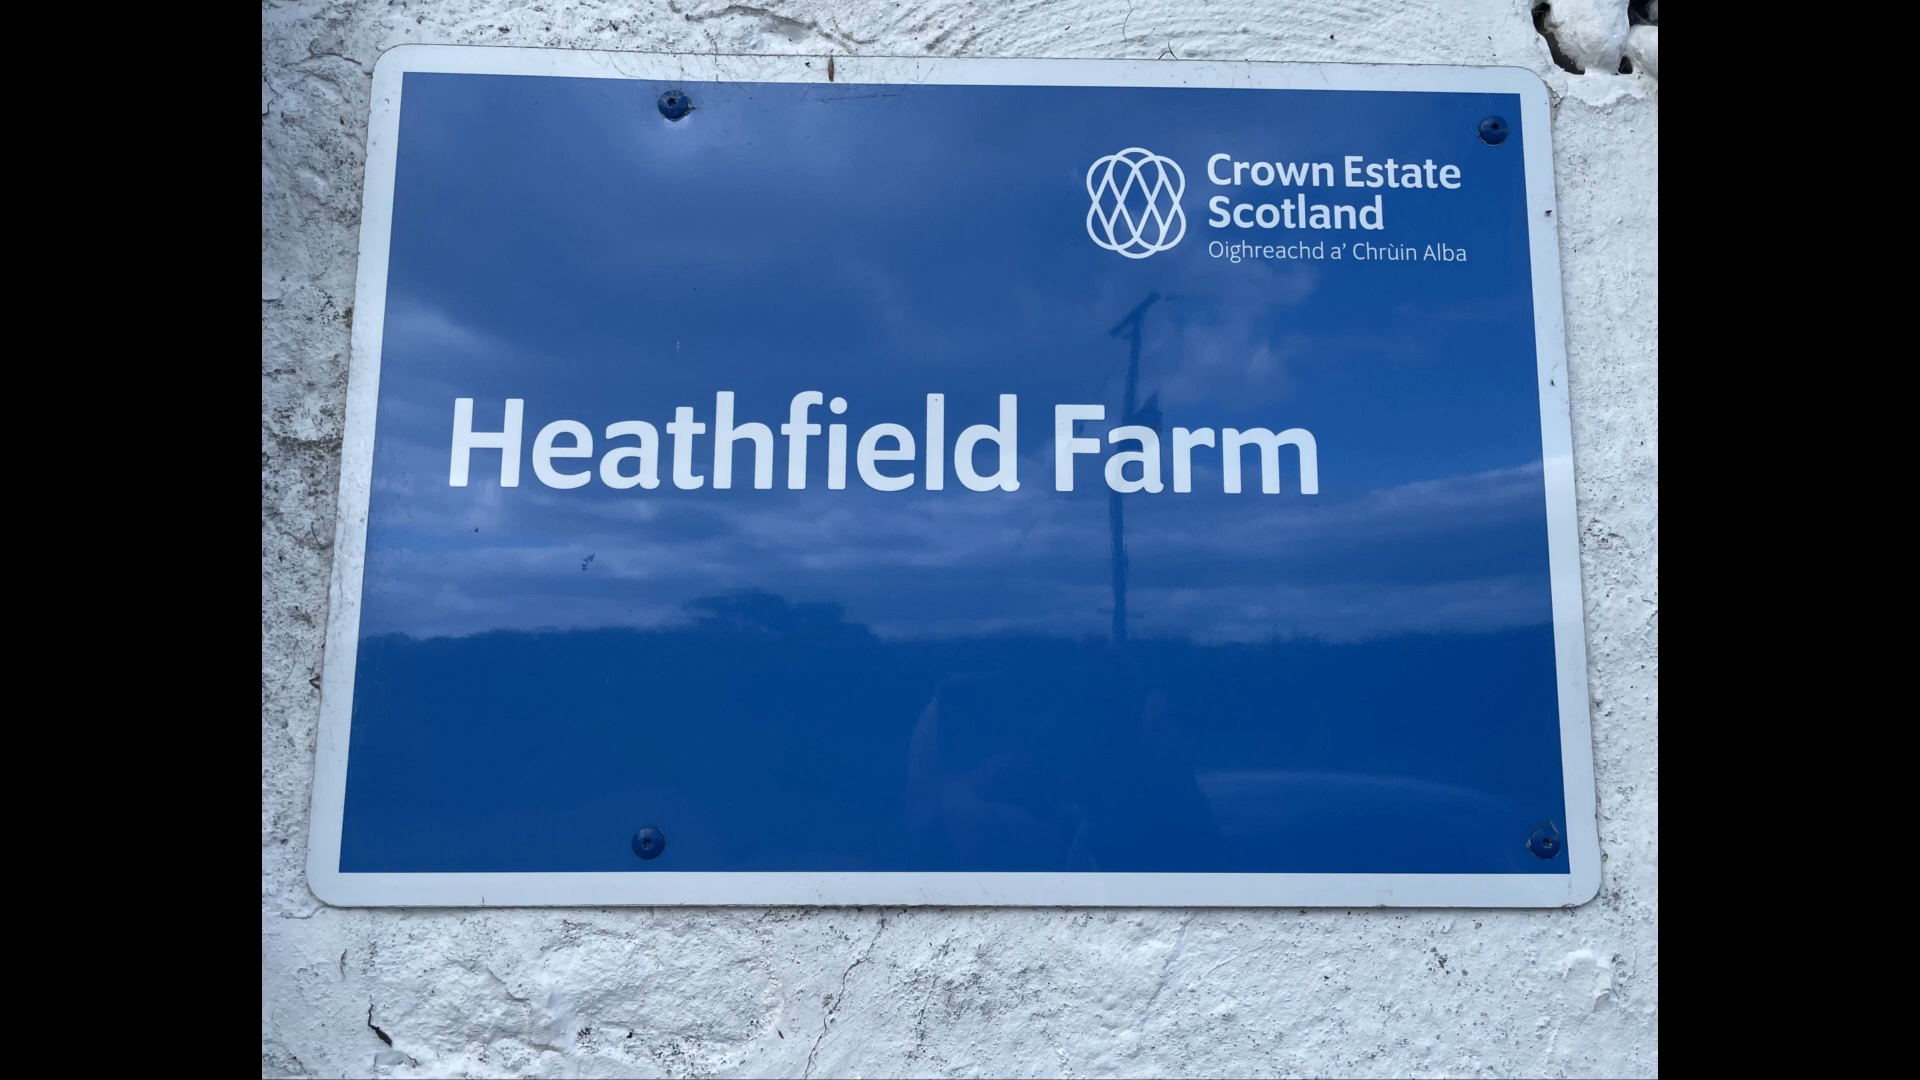 Crown Estate
Scotland
Oighreachd a’ Chrùin Alba
Heathfield Farm